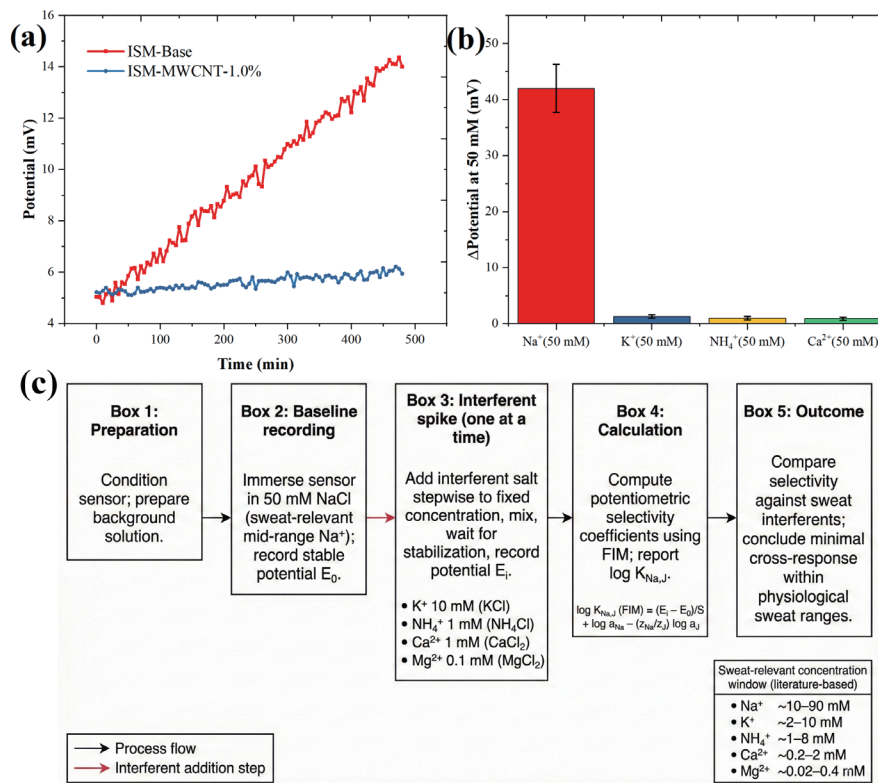 (a)
ISM-Base
ISM-MWCNT-1.0%
16
14
12
10
8
6
4
Potential (mV)
0
100
200
300
400
500
Time (min)
(b)
50
40
30
20
10
0
ΔPotential at 50 mM (mV)
Na⁺(50 mM)
K⁺(50 mM)
NH₄⁺(50 mM)
Ca²⁺(50 mM)
(c)
Box 1:
Preparation
Condition
sensor; prepare
background
solution.
Box 2: Baseline
recording
Immerse sensor
in 50 mM NaCl
(sweat-relevant
mid-range Na⁺);
record stable
potential E₀.
Box 3: Interferent
spike (one at a
time)
Add interferent salt
stepwise to fixed
concentration, mix,
wait for
stabilization, record
potential Eᵢ.
• K⁺ 10 mM (KCl)
• NH₄⁺ 1 mM (NH₄Cl)
• Ca²⁺ 1 mM (CaCl₂)
• Mg²⁺ 0.1 mM (MgCl₂)
Box 4:
Calculation
Compute
potentiometric
selectivity
coefficients using
FIM; report
log K_Na,J.
log K_Na,J (FIM) = (Eᵢ – E₀)/S
+ log a_Na – (z_Na/z_J) log a_J
Box 5: Outcome
Compare
selectivity
against sweat
interferents;
conclude minimal
cross-response
within
physiological
sweat ranges.
Sweat-relevant concentration
window (literature-based)
• Na⁺ ~10–90 mM
• K⁺ ~2–10 mM
• NH₄⁺ ~1–8 mM
• Ca²⁺ ~0.2–2 mM
• Mg²⁺ ~0.02–0.4 mM
Process flow
Interferent addition step